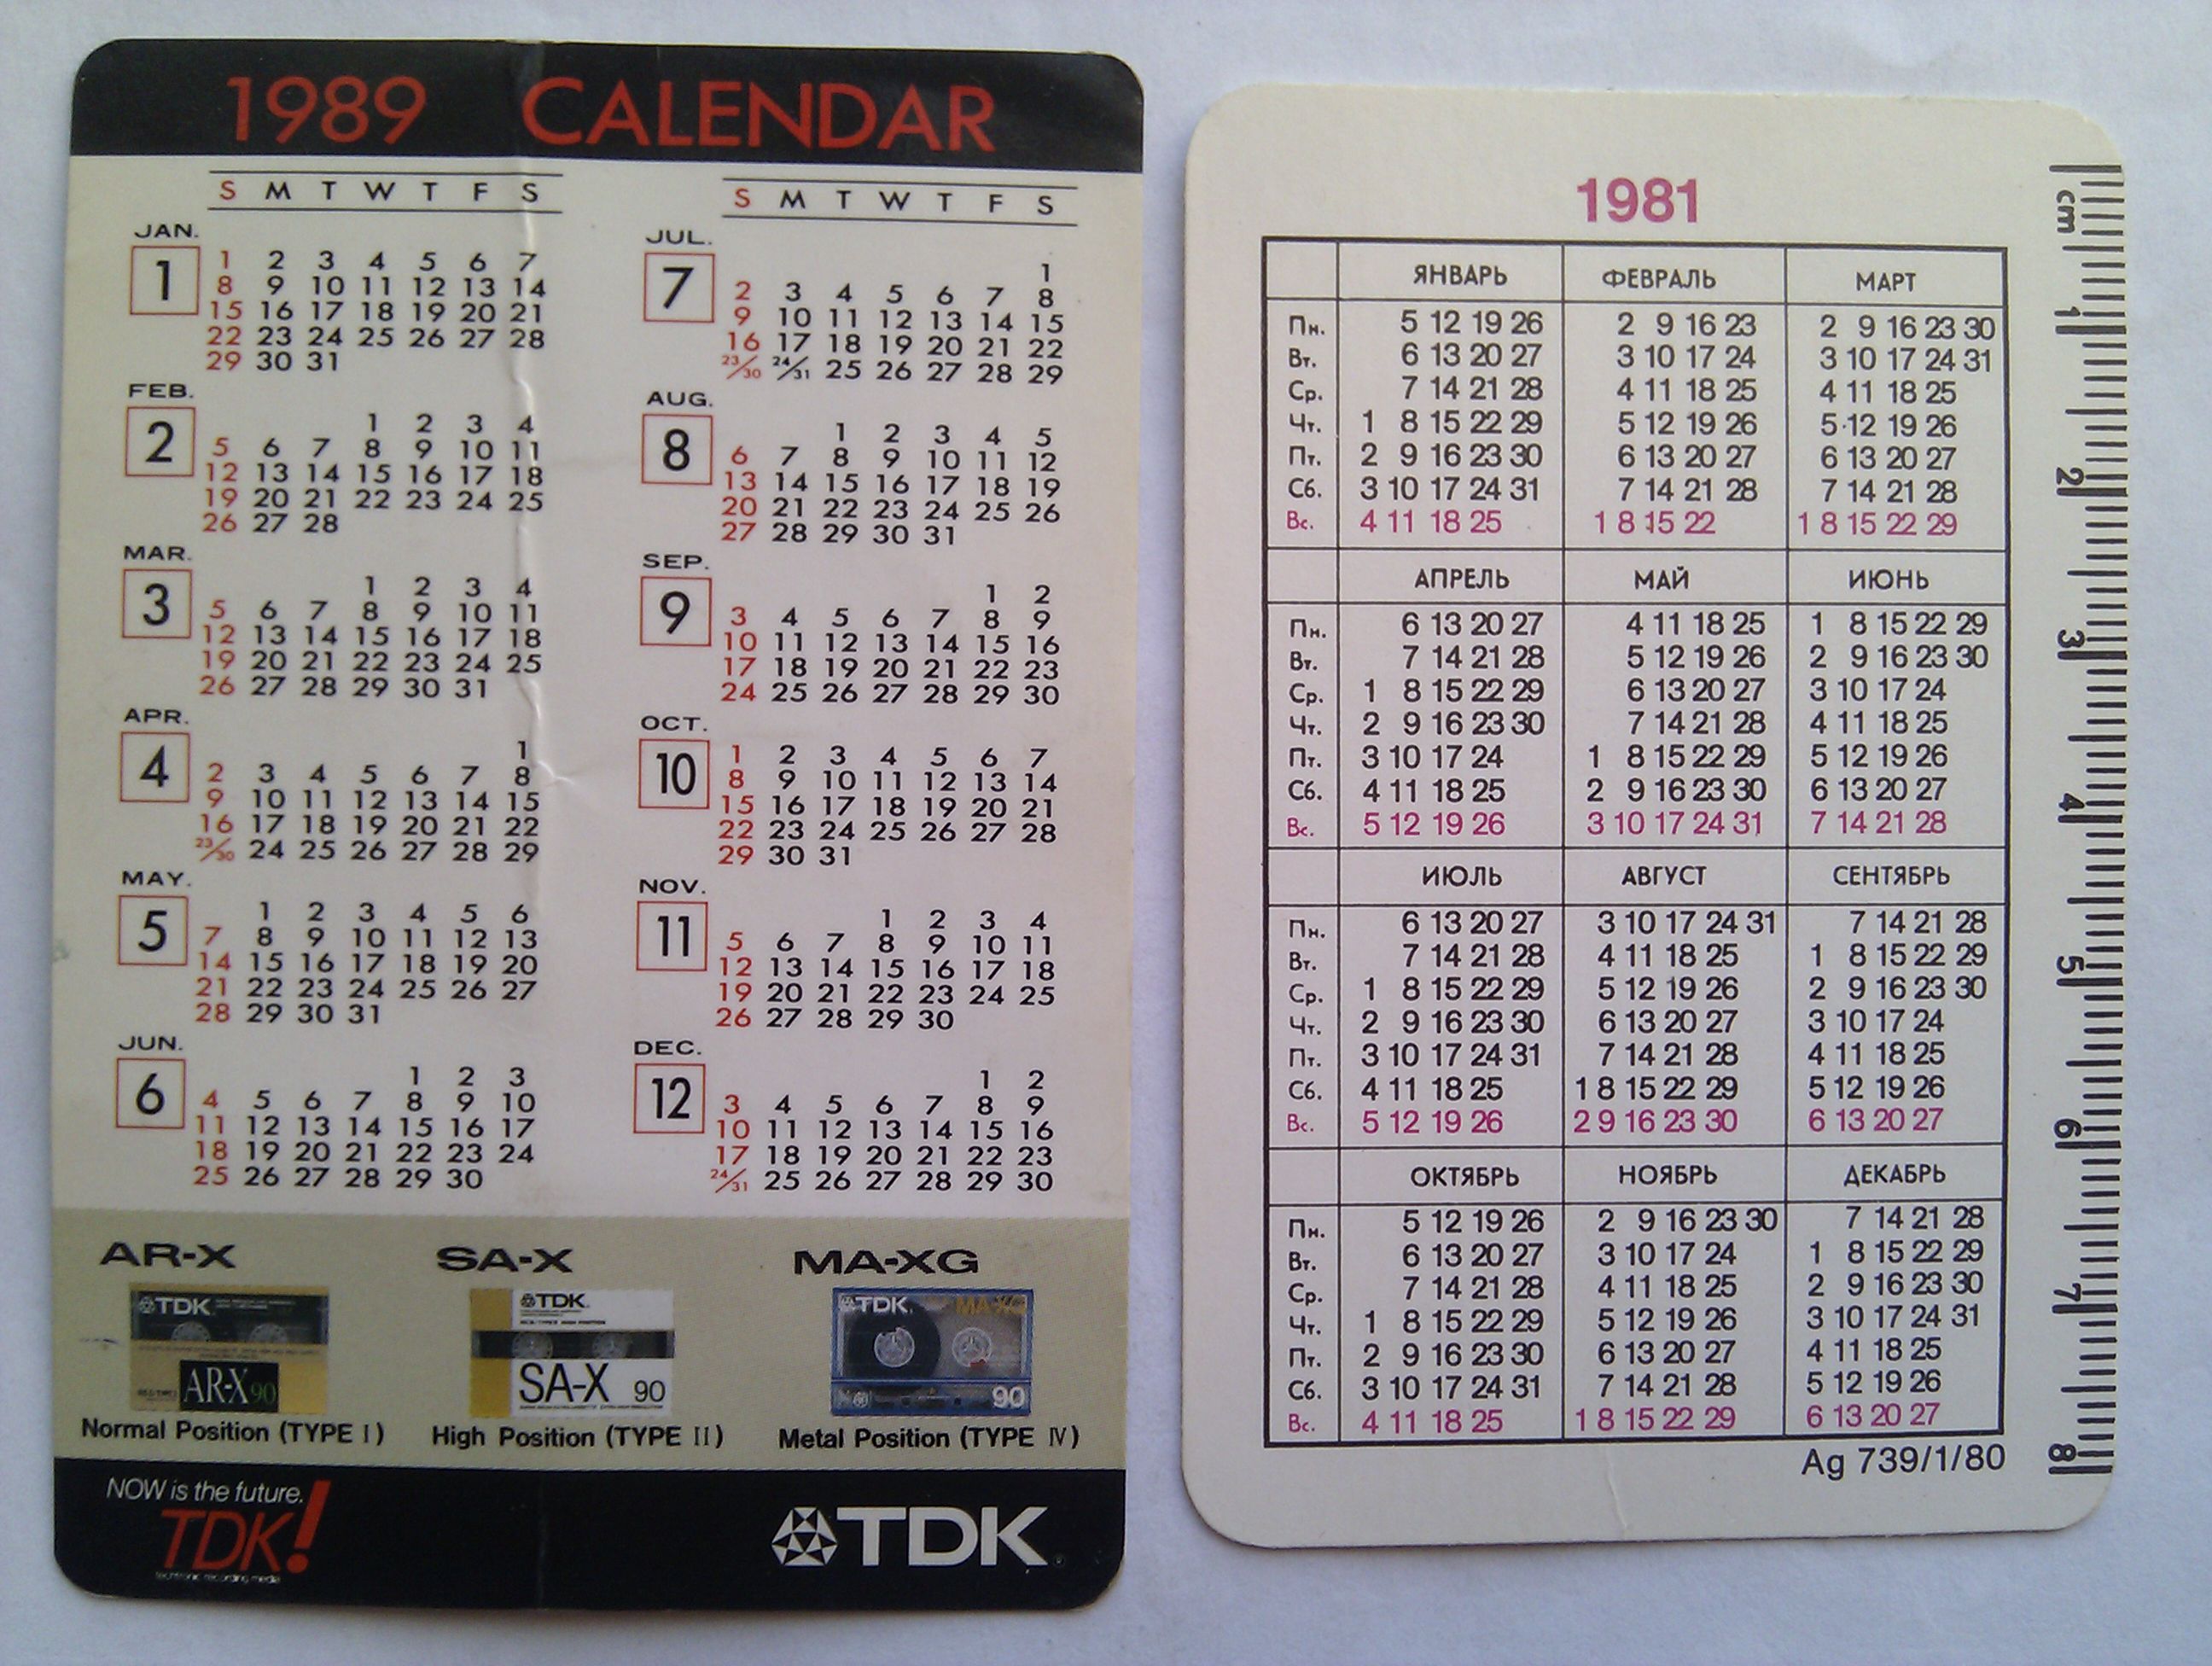 1989 CALENDAR
S M T W T F S
JAN.
1
1 2 3 4 5 6 7
8 9 10 11 12 13 14
15 16 17 18 19 20 21
22 23 24 25 26 27 28
29 30 31
FEB.
2
1 2 3 4
5 6 7 8 9 10 11
12 13 14 15 16 17 18
19 20 21 22 23 24 25
26 27 28
MAR.
3
1 2 3 4
5 6 7 8 9 10 11
12 13 14 15 16 17 18
19 20 21 22 23 24 25
26 27 28 29 30 31
APR.
4
1
2 3 4 5 6 7 8
9 10 11 12 13 14 15
16 17 18 19 20 21 22
23/30 24 25 26 27 28 29
MAY.
5
1 2 3 4 5 6
7 8 9 10 11 12 13
14 15 16 17 18 19 20
21 22 23 24 25 26 27
28 29 30 31
JUN.
6
1 2 3
4 5 6 7 8 9 10
11 12 13 14 15 16 17
18 19 20 21 22 23 24
25 26 27 28 29 30
S M T W T F S
JUL.
7
1
2 3 4 5 6 7 8
9 10 11 12 13 14 15
16 17 18 19 20 21 22
23/30 24/31 25 26 27 28 29
AUG.
8
1 2 3 4 5
6 7 8 9 10 11 12
13 14 15 16 17 18 19
20 21 22 23 24 25 26
27 28 29 30 31
SEP.
9
1 2
3 4 5 6 7 8 9
10 11 12 13 14 15 16
17 18 19 20 21 22 23
24 25 26 27 28 29 30
OCT.
10
1 2 3 4 5 6 7
8 9 10 11 12 13 14
15 16 17 18 19 20 21
22 23 24 25 26 27 28
29 30 31
NOV.
11
1 2 3 4
5 6 7 8 9 10 11
12 13 14 15 16 17 18
19 20 21 22 23 24 25
26 27 28 29 30
DEC.
12
1 2
3 4 5 6 7 8 9
10 11 12 13 14 15 16
17 18 19 20 21 22 23
24/31 25 26 27 28 29 30
AR-X SA-X MA-XG
TDK
AR-X 90
TDK.
SA-X 90
TDK. MA-XG
90
Normal Position (TYPE I) High Position (TYPE II) Metal Position (TYPE IV)
NOW is the future.
TDK!
TDK
1981
ЯНВАРЬ ФЕВРАЛЬ МАРТ
Пн. 5 12 19 26 2 9 16 23 2 9 16 23 30
Вт. 6 13 20 27 3 10 17 24 3 10 17 24 31
Ср. 7 14 21 28 4 11 18 25 4 11 18 25
Чт. 1 8 15 22 29 5 12 19 26 5 12 19 26
Пт. 2 9 16 23 30 6 13 20 27 6 13 20 27
Сб. 3 10 17 24 31 7 14 21 28 7 14 21 28
Вс. 4 11 18 25 1 8 15 22 1 8 15 22 29
АПРЕЛЬ МАЙ ИЮНЬ
Пн. 6 13 20 27 4 11 18 25 1 8 15 22 29
Вт. 7 14 21 28 5 12 19 26 2 9 16 23 30
Ср. 1 8 15 22 29 6 13 20 27 3 10 17 24
Чт. 2 9 16 23 30 7 14 21 28 4 11 18 25
Пт. 3 10 17 24 1 8 15 22 29 5 12 19 26
Сб. 4 11 18 25 2 9 16 23 30 6 13 20 27
Вс. 5 12 19 26 3 10 17 24 31 7 14 21 28
ИЮЛЬ АВГУСТ СЕНТЯБРЬ
Пн. 6 13 20 27 3 10 17 24 31 7 14 21 28
Вт. 7 14 21 28 4 11 18 25 1 8 15 22 29
Ср. 1 8 15 22 29 5 12 19 26 2 9 16 23 30
Чт. 2 9 16 23 30 6 13 20 27 3 10 17 24
Пт. 3 10 17 24 31 7 14 21 28 4 11 18 25
Сб. 4 11 18 25 1 8 15 22 29 5 12 19 26
Вс. 5 12 19 26 2 9 16 23 30 6 13 20 27
ОКТЯБРЬ НОЯБРЬ ДЕКАБРЬ
Пн. 5 12 19 26 2 9 16 23 30 7 14 21 28
Вт. 6 13 20 27 3 10 17 24 1 8 15 22 29
Ср. 7 14 21 28 4 11 18 25 2 9 16 23 30
Чт. 1 8 15 22 29 5 12 19 26 3 10 17 24 31
Пт. 2 9 16 23 30 6 13 20 27 4 11 18 25
Сб. 3 10 17 24 31 7 14 21 28 5 12 19 26
Вс. 4 11 18 25 1 8 15 22 29 6 13 20 27
Ag 739/1/80
cm 1 2 3 4 5 6 7 8